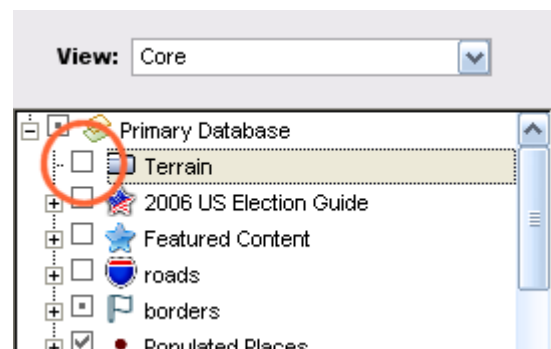 View: Core
Primary Database
Terrain
2006 US Election Guide
Featured Content
roads
borders
Populated Places